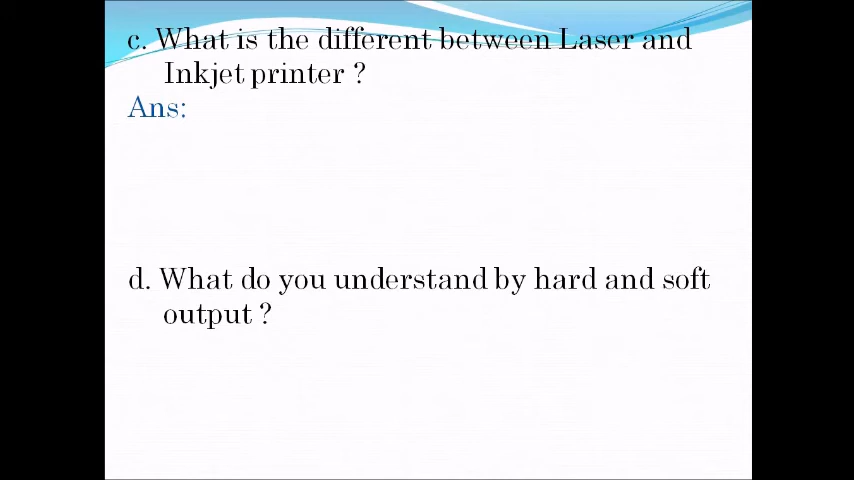 c. What is the different between Laser and
Inkjet printer ?
Ans:
d. What do you understand by hard and soft
output ?